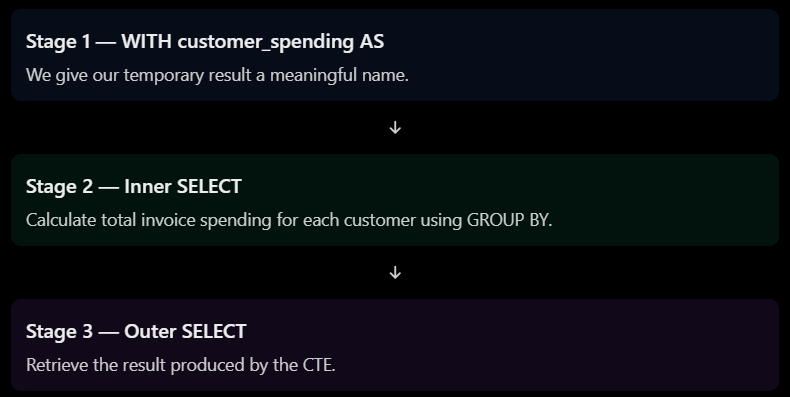 Stage 1 — WITH customer_spending AS
We give our temporary result a meaningful name.
↓
Stage 2 — Inner SELECT
Calculate total invoice spending for each customer using GROUP BY.
↓
Stage 3 — Outer SELECT
Retrieve the result produced by the CTE.